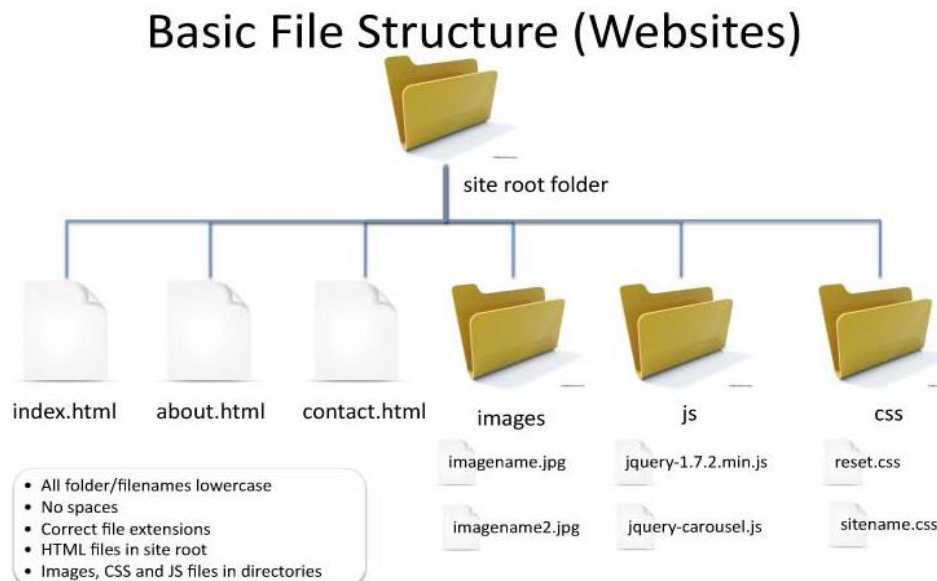 Basic File Structure (Websites)
site root folder
index.html
about.html
contact.html
images
js
css
imagename.jpg
jquery-1.7.2.min.js
reset.css
imagename2.jpg
jquery-carousel.js
sitename.css
• All folder/filenames lowercase
• No spaces
• Correct file extensions
• HTML files in site root
• Images, CSS and JS files in directories